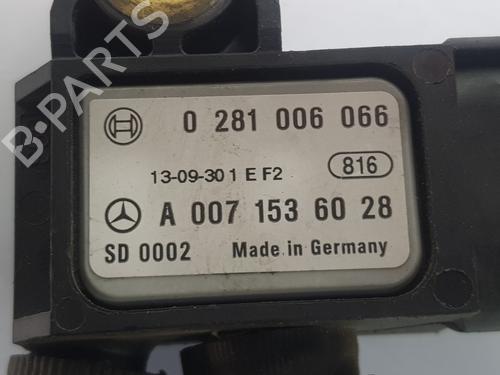 B-PARTS
0 281 006 066
13-09-30 1 E F2 816
A 007 153 60 28
SD 0002 Made in Germany